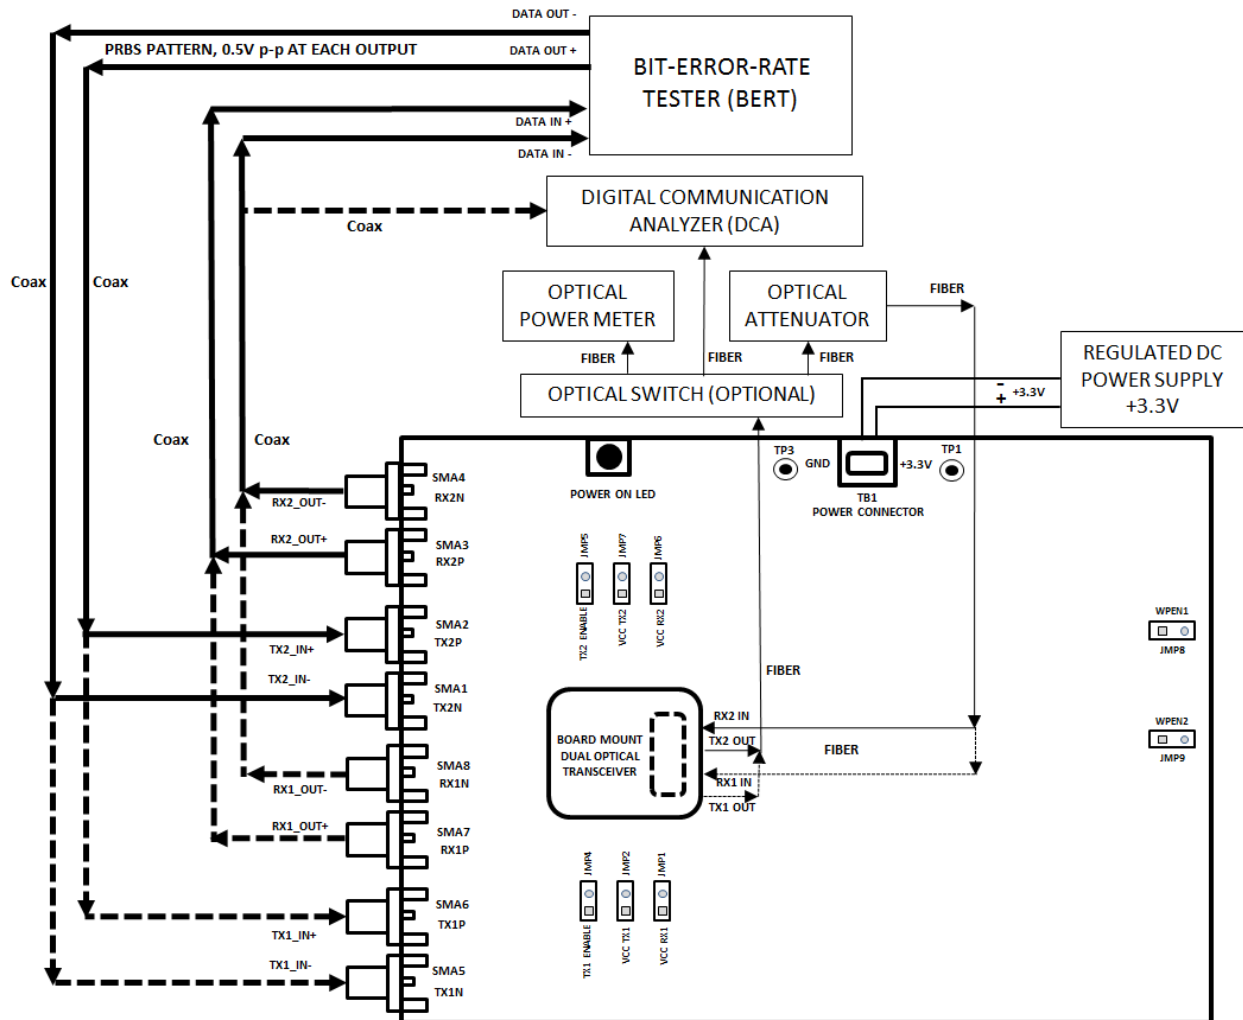 DATA OUT -
PRBS PATTERN, 0.5V p-p AT EACH OUTPUT
DATA OUT +
BIT-ERROR-RATE
TESTER (BERT)
DATA IN +
DATA IN -
DIGITAL COMMUNICATION
ANALYZER (DCA)
Coax
Coax
Coax
OPTICAL
POWER METER
OPTICAL
ATTENUATOR
FIBER
FIBER
FIBER
FIBER
OPTICAL SWITCH (OPTIONAL)
REGULATED DC
POWER SUPPLY
+3.3V
-
+
+3.3V
Coax
Coax
SMA4
RX2N
RX2_OUT-
RX2_OUT+
SMA3
RX2P
SMA2
TX2P
TX2_IN+
TX2_IN-
SMA1
TX2N
SMA8
RX1N
RX1_OUT-
RX1_OUT+
SMA7
RX1P
SMA6
TX1P
TX1_IN+
TX1_IN-
SMA5
TX1N
POWER ON LED
TP3
GND
+3.3V
TP1
TB1
POWER CONNECTOR
JMP5
JMP7
JMP6
TX2 ENABLE
VCC TX2
VCC RX2
FIBER
WPEN1
JMP8
WPEN2
JMP9
BOARD MOUNT
DUAL OPTICAL
TRANSCEIVER
RX2 IN
TX2 OUT
FIBER
RX1 IN
TX1 OUT
JMP4
JMP2
JMP1
TX1 ENABLE
VCC TX1
VCC RX1